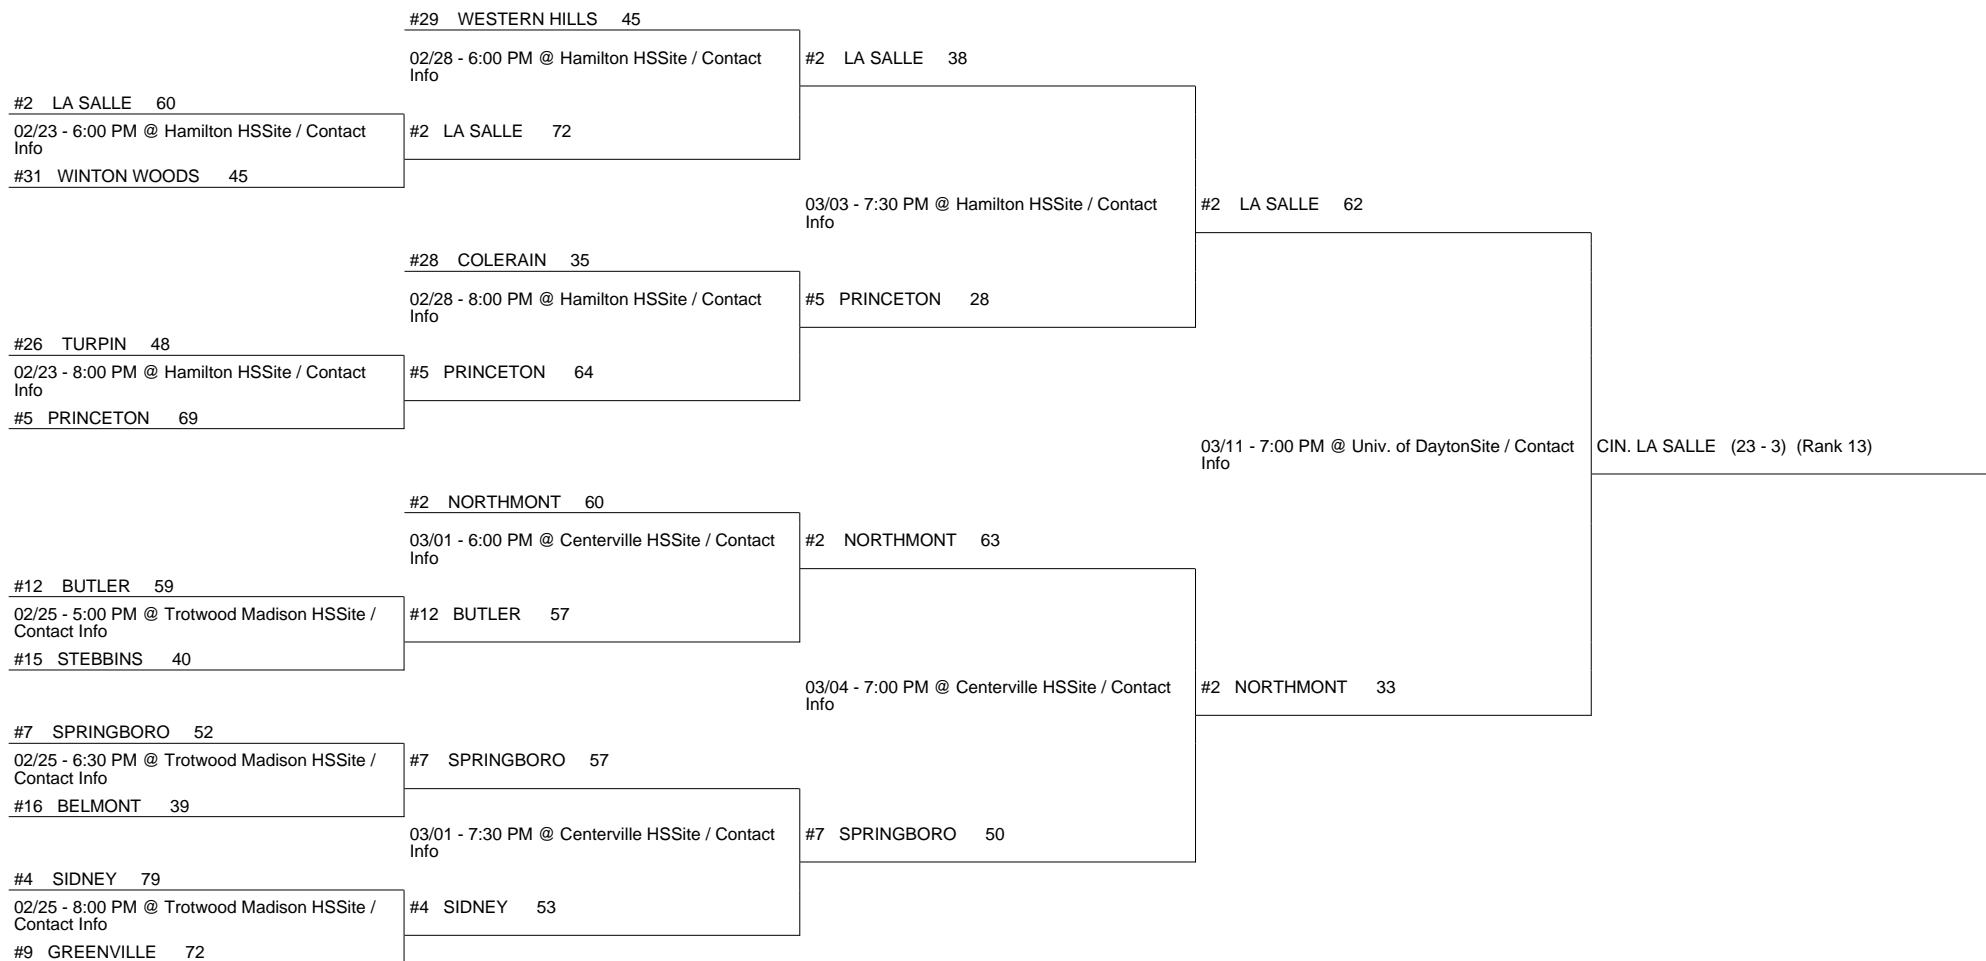 #29 WESTERN HILLS 45
02/28 - 6:00 PM @ Hamilton HSSite / Contact
Info
#2 LA SALLE 38
#2 LA SALLE 60
02/23 - 6:00 PM @ Hamilton HSSite / Contact
Info
#2 LA SALLE 72
#31 WINTON WOODS 45
03/03 - 7:30 PM @ Hamilton HSSite / Contact
Info
#2 LA SALLE 62
#28 COLERAIN 35
02/28 - 8:00 PM @ Hamilton HSSite / Contact
Info
#5 PRINCETON 28
#26 TURPIN 48
02/23 - 8:00 PM @ Hamilton HSSite / Contact
Info
#5 PRINCETON 64
#5 PRINCETON 69
03/11 - 7:00 PM @ Univ. of DaytonSite / Contact
Info
CIN. LA SALLE (23 - 3) (Rank 13)
#2 NORTHMONT 60
03/01 - 6:00 PM @ Centerville HSSite / Contact
Info
#2 NORTHMONT 63
#12 BUTLER 59
02/25 - 5:00 PM @ Trotwood Madison HSSite /
Contact Info
#12 BUTLER 57
#15 STEBBINS 40
03/04 - 7:00 PM @ Centerville HSSite / Contact
Info
#2 NORTHMONT 33
#7 SPRINGBORO 52
02/25 - 6:30 PM @ Trotwood Madison HSSite /
Contact Info
#7 SPRINGBORO 57
#16 BELMONT 39
03/01 - 7:30 PM @ Centerville HSSite / Contact
Info
#7 SPRINGBORO 50
#4 SIDNEY 79
02/25 - 8:00 PM @ Trotwood Madison HSSite /
Contact Info
#4 SIDNEY 53
#9 GREENVILLE 72